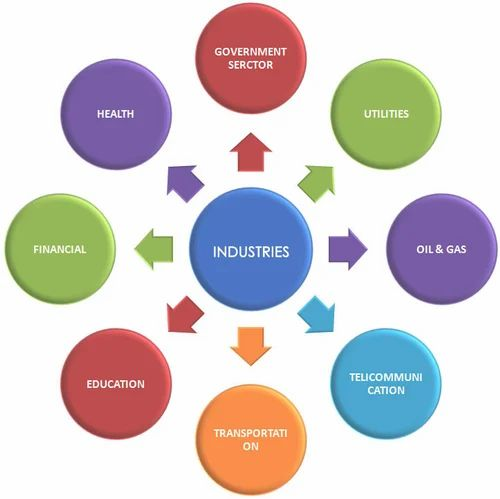 GOVERNMENT
SERCTOR
HEALTH
UTILITIES
FINANCIAL
INDUSTRIES
OIL & GAS
EDUCATION
TELICOMMUNI
CATION
TRANSPORTATI
ON